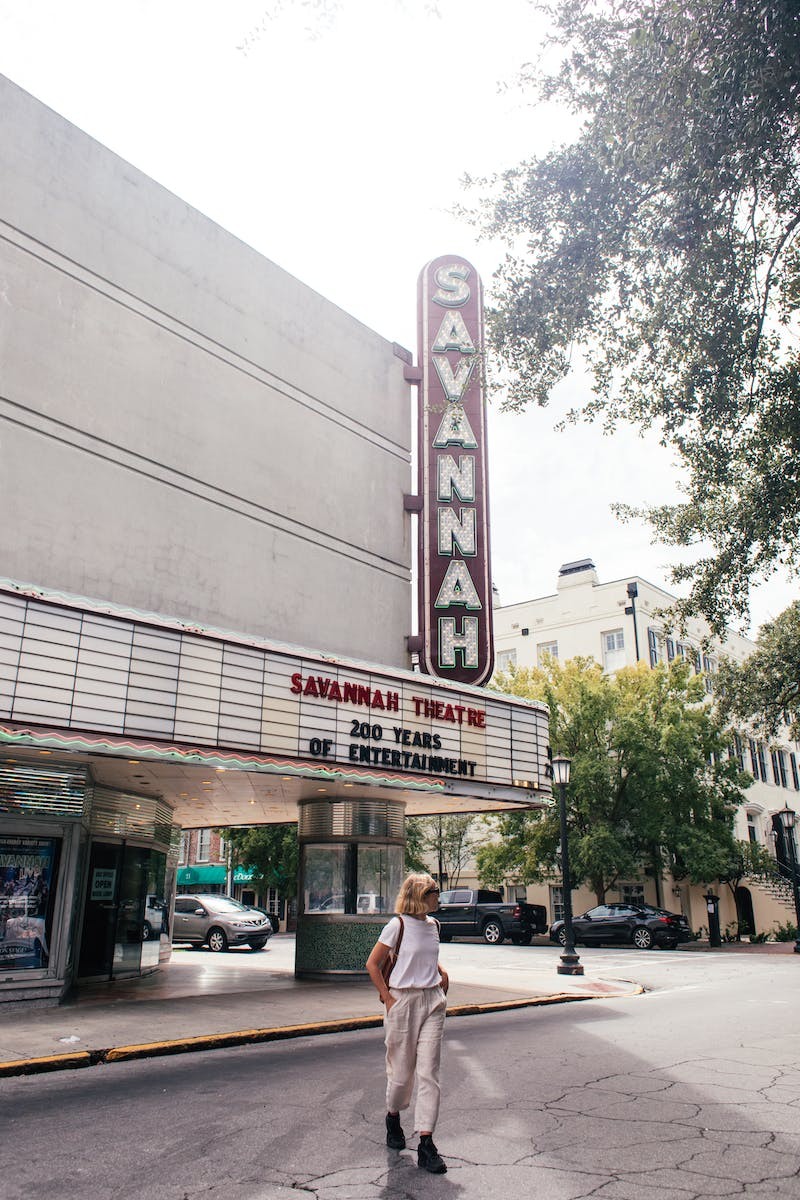 SAVANNAH
SAVANNAH THEATRE
200 YEARS
OF ENTERTAINMENT
OPEN